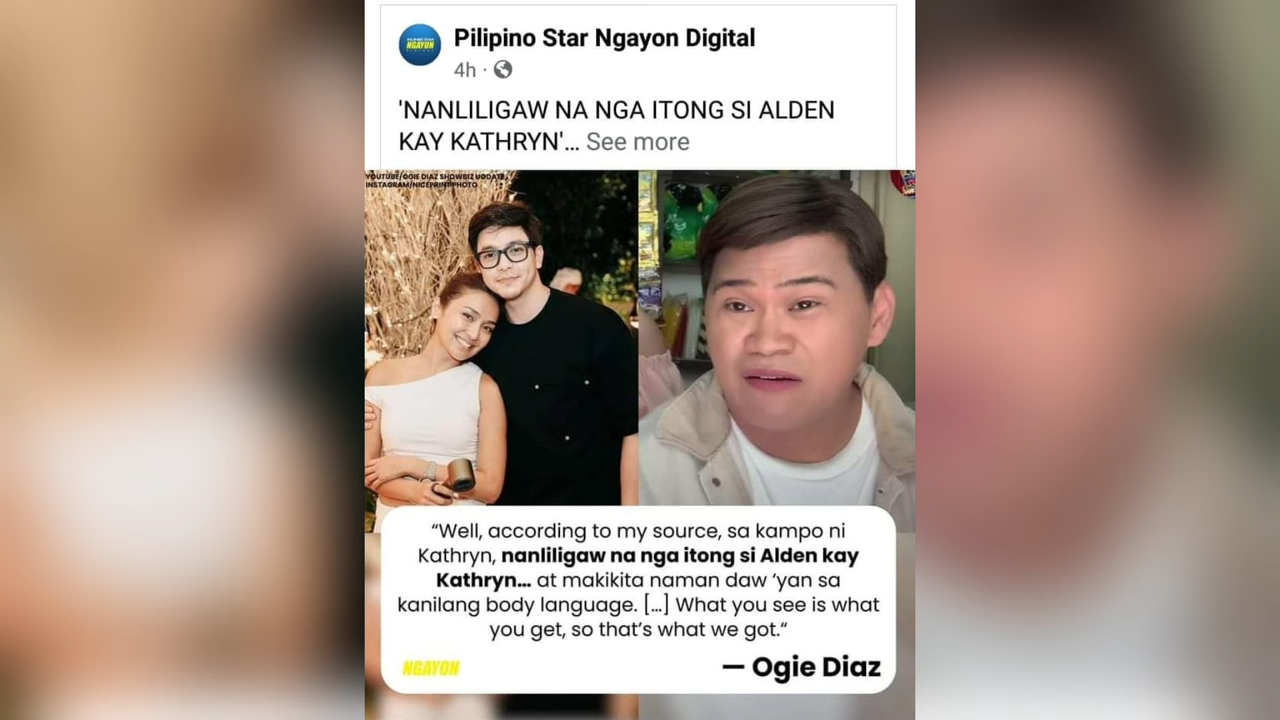 Pilipino Star Ngayon Digital
4h ·
'NANLILIGAW NA NGA ITONG SI ALDEN
KAY KATHRYN'... See more
YOUTUBE/OGIE DIAZ SHOWBIZ UPDATE,
INSTAGRAM/NICEPRINTPHOTO
“Well, according to my source, sa kampo ni
Kathryn, nanliligaw na nga itong si Alden kay
Kathryn... at makikita naman daw ‘yan sa
kanilang body language. [...] What you see is what
you get, so that’s what we got.“
NGAYON
— Ogie Diaz